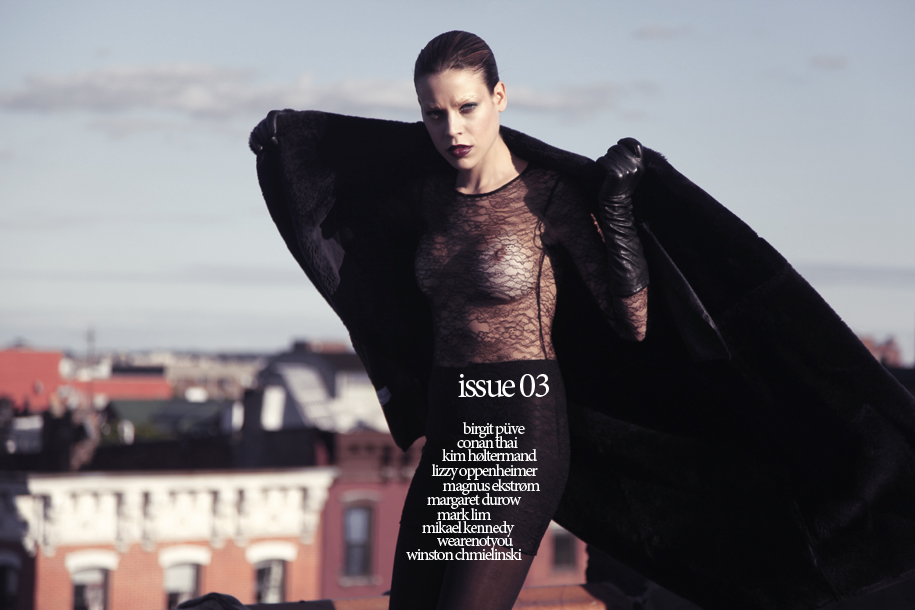 issue 03
birgit püve
conan thai
kim høltermand
lizzy oppenheimer
magnus ekstrøm
margaret durow
mark lim
mikael kennedy
wearenotyou
winston chmielinski